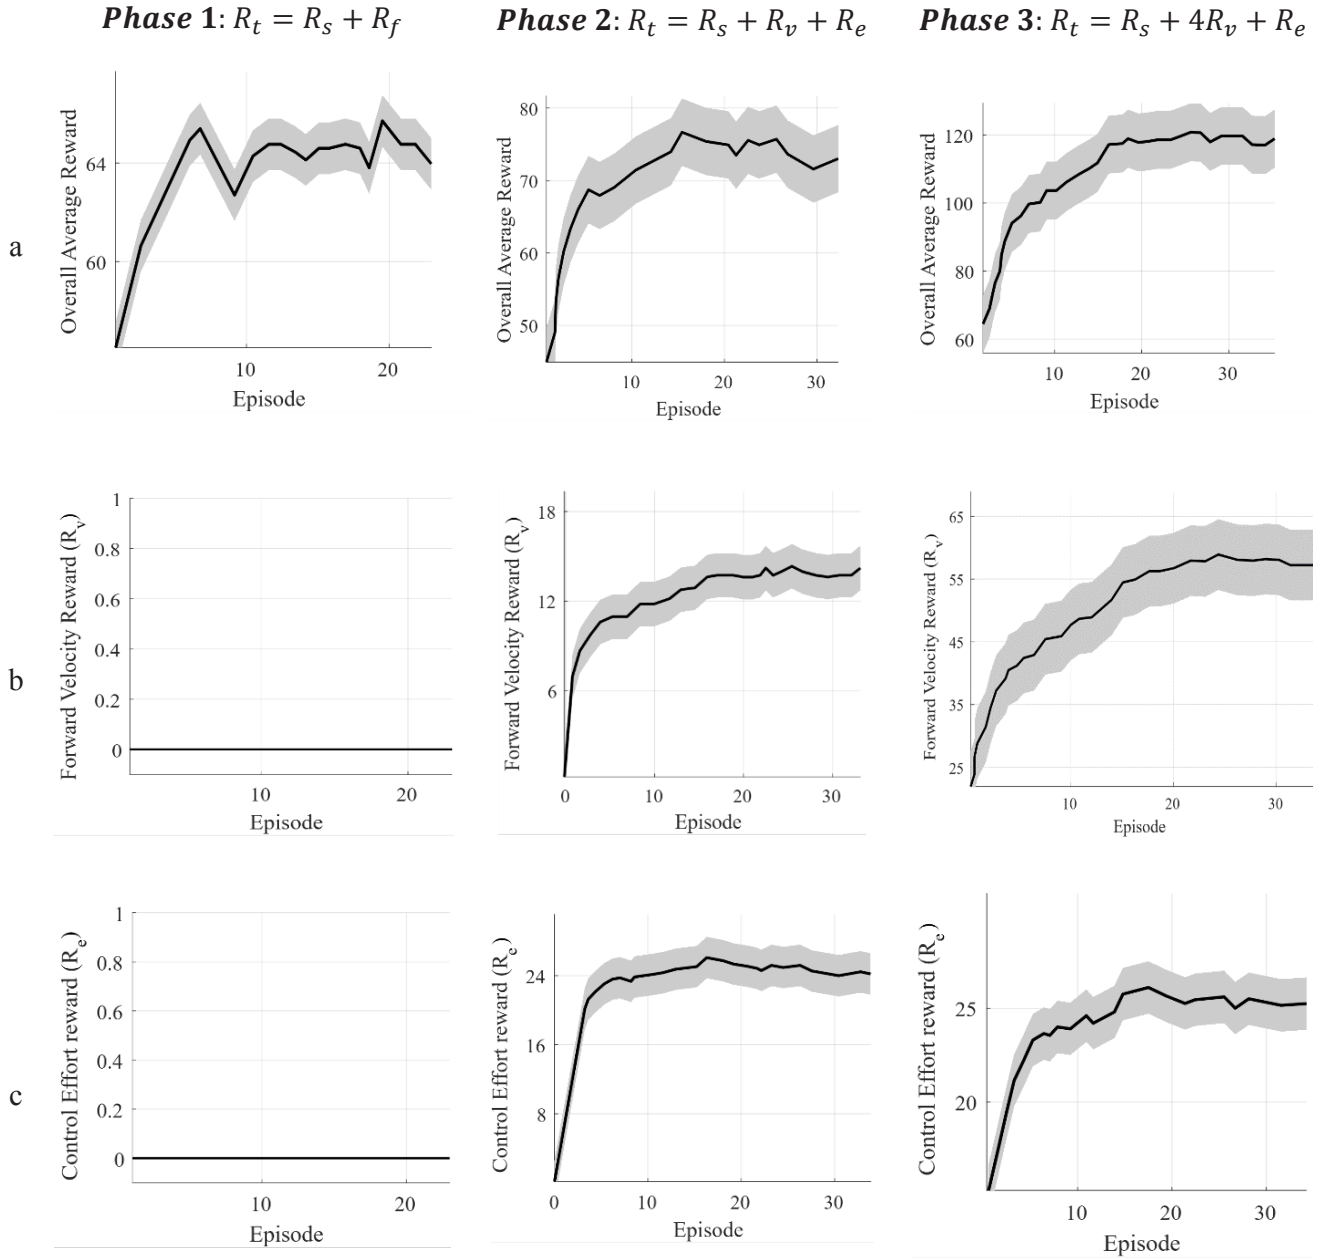 Phase 1: R_t = R_s + R_f
Phase 2: R_t = R_s + R_v + R_e
Phase 3: R_t = R_s + 4R_v + R_e
a
Overall Average Reward
64
60
10
20
Episode
Overall Average Reward
80
70
60
50
10
20
30
Episode
Overall Average Reward
120
100
80
60
10
20
30
Episode
b
Forward Velocity Reward (R_v)
1
0.8
0.6
0.4
0.2
0
10
20
Episode
Forward Velocity Reward (R_v)
18
12
6
0
10
20
30
Episode
Forward Velocity Reward (R_v)
65
55
45
35
25
10
20
30
Episode
c
Control Effort reward (R_e)
1
0.8
0.6
0.4
0.2
0
10
20
Episode
Control Effort reward (R_e)
24
16
8
0
10
20
30
Episode
Control Effort reward (R_e)
25
20
10
20
30
Episode